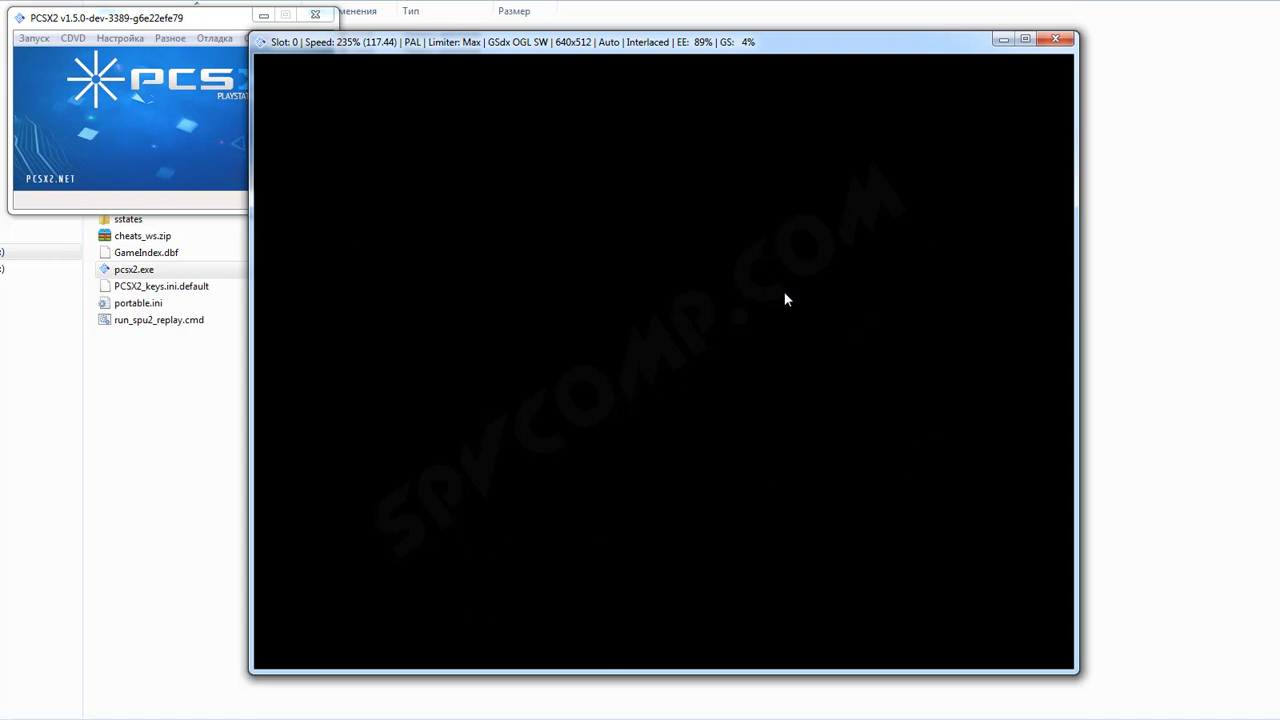 PCSX2 v1.5.0-dev-3389-g6e22efe79
менения
Тип
Размер
Запуск CDVD Настройка Разное Отладка
Slot: 0 | Speed: 235% (117.44) | PAL | Limiter: Max | GSdx OGL SW | 640x512 | Auto | Interlaced | EE: 89% | GS: 4%
PCSX
PLAYSTAT
PCSX2.NET
sstates
cheats_ws.zip
GameIndex.dbf
pcsx2.exe
PCSX2_keys.ini.default
portable.ini
run_spu2_replay.cmd
SPVCOMP.COM